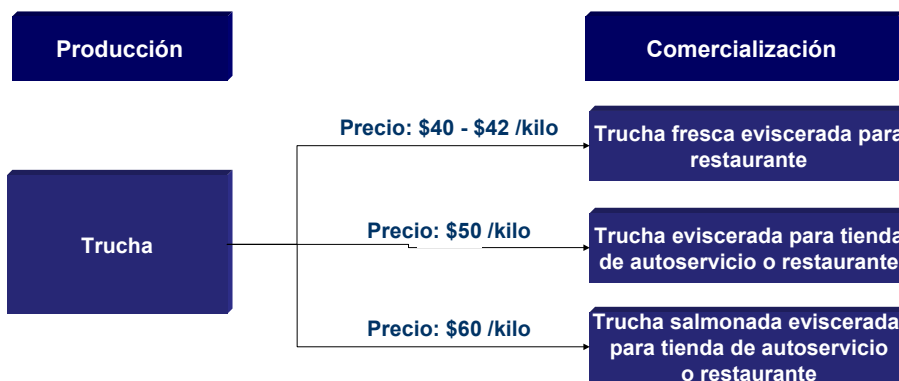 Producción
Comercialización
Precio: $40 - $42 /kilo
Trucha fresca eviscerada para
restaurante
Trucha
Precio: $50 /kilo
Trucha eviscerada para tienda
de autoservicio o restaurante
Precio: $60 /kilo
Trucha salmonada eviscerada
para tienda de autoservicio
o restaurante